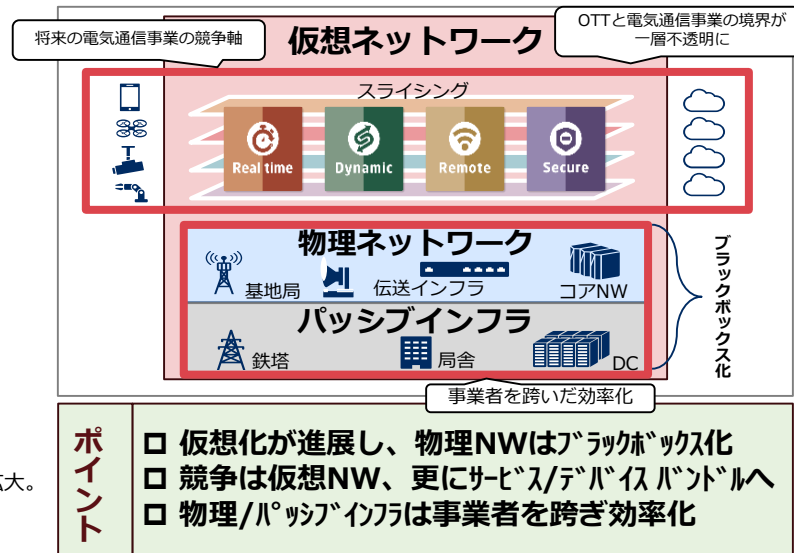 将来の電気通信事業の競争軸
OTTと電気通信事業の境界が
一層不透明に
仮想ネットワーク
スライシング
Real time
Dynamic
Remote
Secure
物理ネットワーク
基地局
伝送インフラ
コアNW
パッシブインフラ
鉄塔
局舎
DC
ブラックボックス化
事業者を跨いだ効率化
ポイント
仮想化が進展し、物理NWはﾌﾞﾗｯｸﾎﾞｯｸｽ化
競争は仮想NW、更にｻｰﾋﾞｽ/ﾃﾞﾊﾞｲｽ ﾊﾞﾝﾄﾞﾙへ
物理/ﾊﾟｯｼﾌﾞｲﾝﾌﾗは事業者を跨ぎ効率化
大。